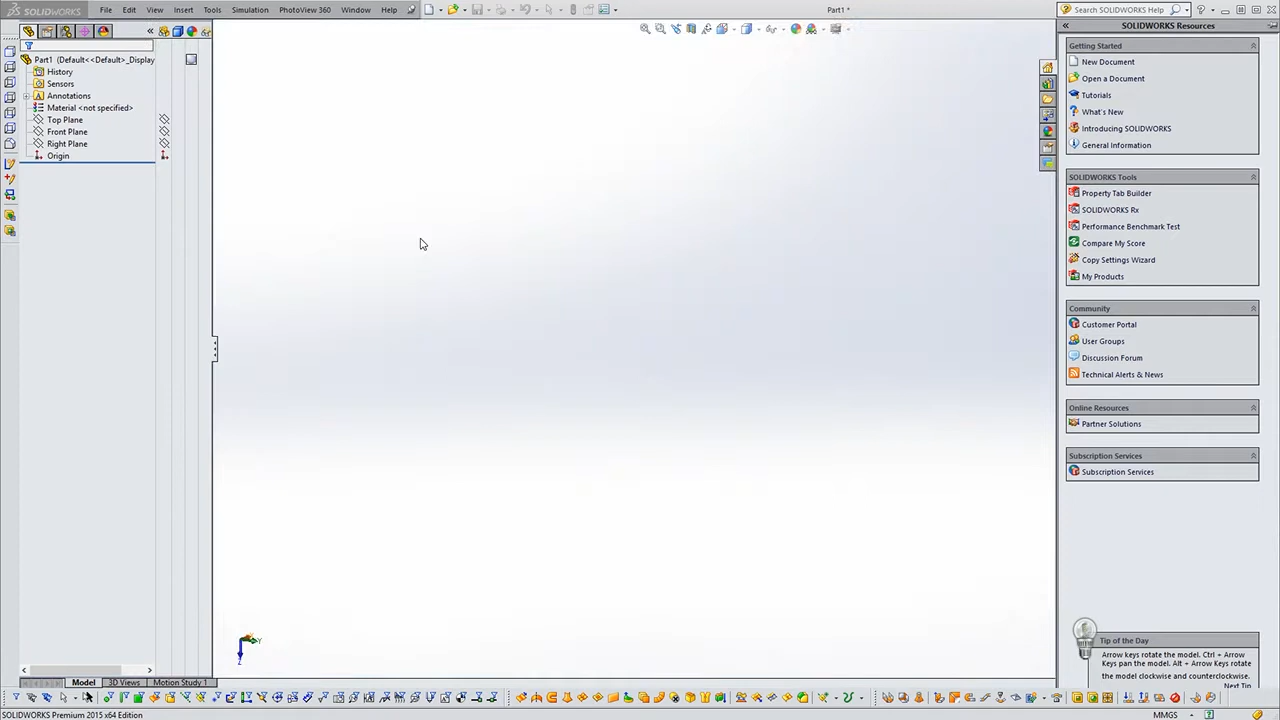 SOLIDWORKS File Edit View Insert Tools Simulation PhotoView 360 Window Help Part1 * Search SOLIDWORKS Help
SOLIDWORKS Resources
Part1 (Default<<Default>_Display
History
Sensors
Annotations
Material <not specified>
Top Plane
Front Plane
Right Plane
Origin
Getting Started
New Document
Open a Document
Tutorials
What's New
Introducing SOLIDWORKS
General Information
SOLIDWORKS Tools
Property Tab Builder
SOLIDWORKS Rx
Performance Benchmark Test
Compare My Score
Copy Settings Wizard
My Products
Community
Customer Portal
User Groups
Discussion Forum
Technical Alerts & News
Online Resources
Partner Solutions
Subscription Services
Subscription Services
Y
Z
Tip of the Day
Arrow keys rotate the model. Ctrl + Arrow
Keys pan the model. Alt + Arrow Keys rotate
the model clockwise and counterclockwise.
Next Tip
Model 3D Views Motion Study 1
SOLIDWORKS Premium 2015 x64 Edition MMGS